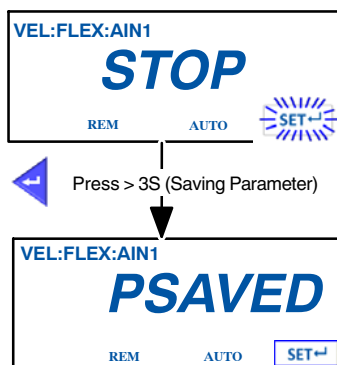 VEL:FLEX:AIN1
STOP
REM AUTO SET↵
Press > 3S (Saving Parameter)
VEL:FLEX:AIN1
PSAVED
REM AUTO SET↵